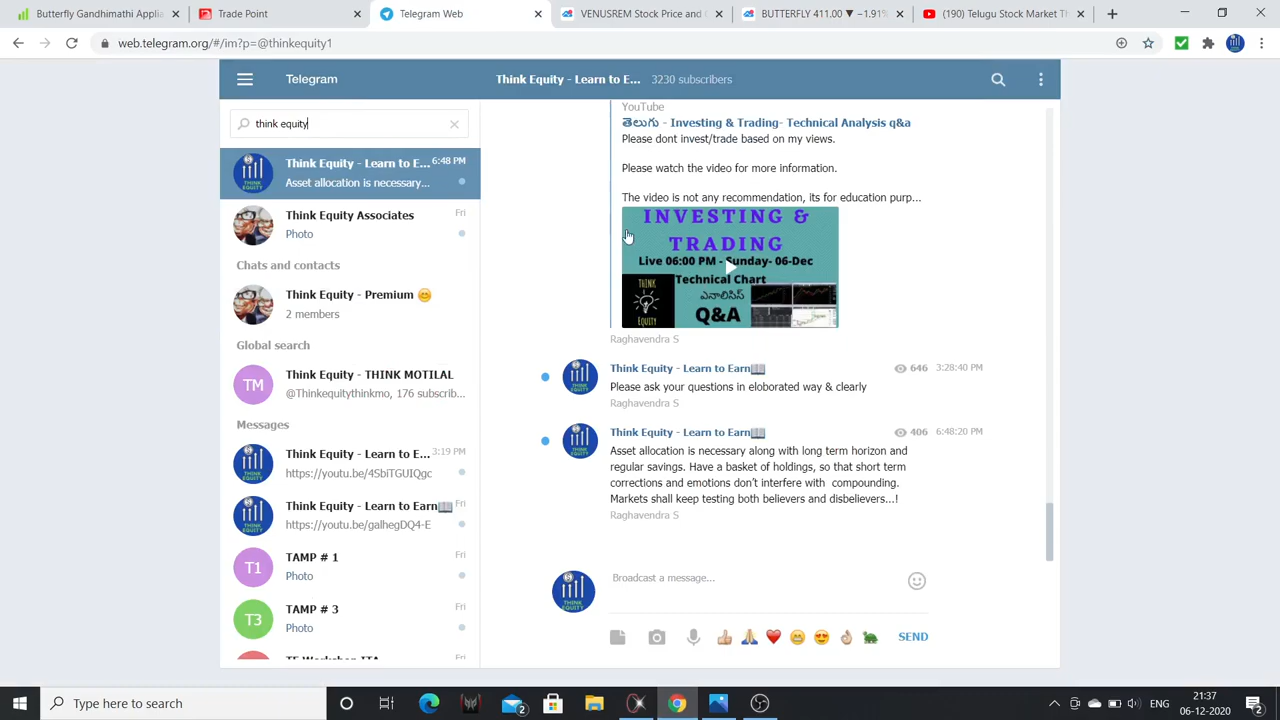 Butterfly Gandhimathi Applia
Trade Point
Telegram Web
VENUSREM Stock Price and C
BUTTERFLY ₹411.00 ▼ −1.91%
(190) Telugu Stock Market Th
web.telegram.org/#/im?p=@thinkequity1
Telegram
Think Equity - Learn to E... 3230 subscribers
think equity
Think Equity - Learn to E... 6:48 PM
Asset allocation is necessary...
Think Equity Associates Fri
Photo
Chats and contacts
Think Equity - Premium 😊
2 members
Global search
TM
Think Equity - THINK MOTILAL
@Thinkequitythinkmo, 176 subscrib...
Messages
Think Equity - Learn to E... 3:19 PM
https://youtu.be/4SbiTGUIQgc
Think Equity - Learn to Earn📖 Fri
https://youtu.be/galhegDQ4-E
T1
TAMP # 1 Fri
Photo
T3
TAMP # 3 Fri
Photo
YouTube
తెలుగు - Investing & Trading- Technical Analysis q&a
Please dont invest/trade based on my views.
Please watch the video for more information.
The video is not any recommendation, its for education purp...
INVESTING &
TRADING
Live 06:00 PM - Sunday- 06-Dec
Technical Chart
THINK
EQUITY
ఎనాలిసిస్
Q&A
Raghavendra S
Think Equity - Learn to Earn📖 646 3:28:40 PM
Please ask your questions in eloborated way & clearly
Raghavendra S
Think Equity - Learn to Earn📖 406 6:48:20 PM
Asset allocation is necessary along with long term horizon and
regular savings. Have a basket of holdings, so that short term
corrections and emotions don't interfere with compounding.
Markets shall keep testing both believers and disbelievers...!
Raghavendra S
Broadcast a message...
SEND
Type here to search
2
ENG
21:37
06-12-2020
2